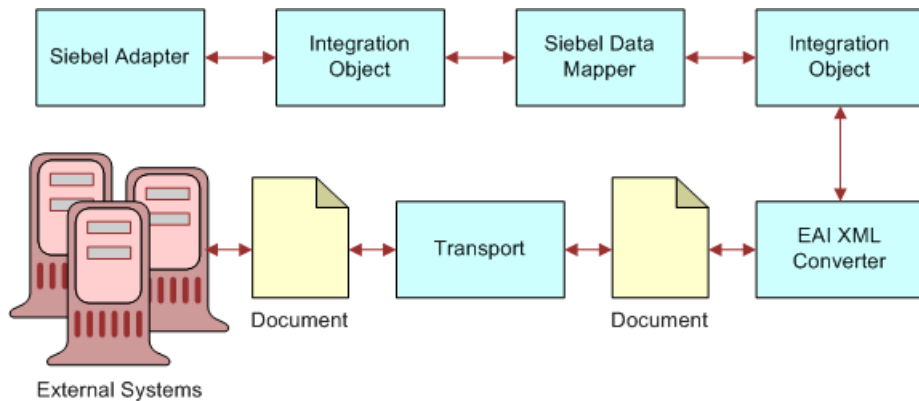 Siebel Adapter
Integration
Object
Siebel Data
Mapper
Integration
Object
Transport
EAI XML
Converter
Document
Document
External Systems